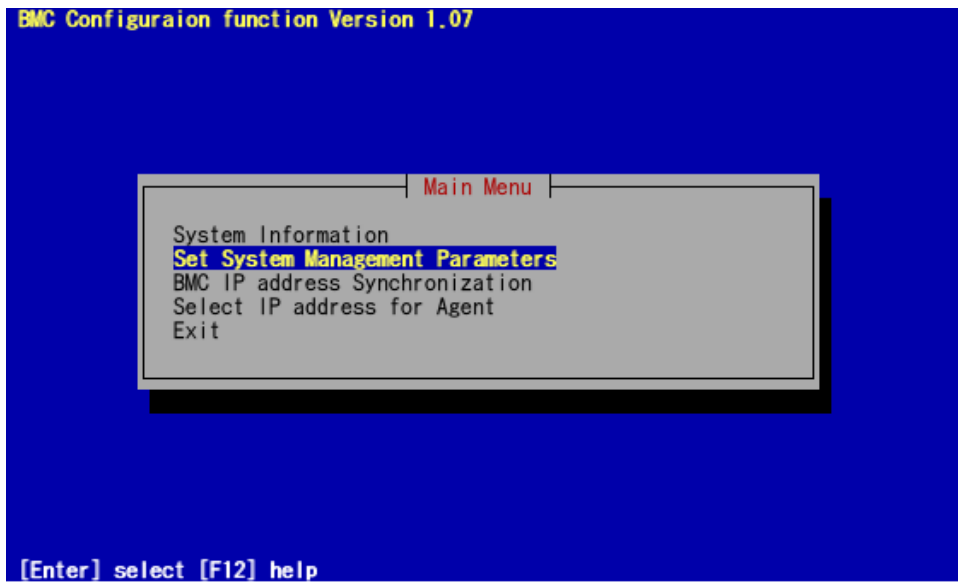 BMC Configuraion function Version 1.07
Main Menu
System Information
Set System Management Parameters
BMC IP address Synchronization
Select IP address for Agent
Exit
[Enter] select [F12] help